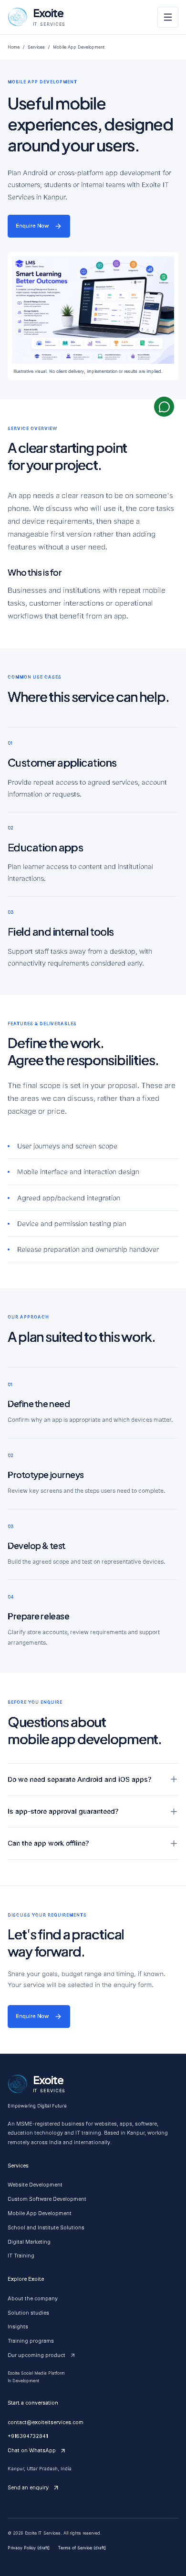 Exoite
IT SERVICES
Home / Services / Mobile App Development
MOBILE APP DEVELOPMENT
Useful mobile
experiences, designed
around your users.
Plan Android or cross-platform app development for
customers, students or internal teams with Exoite IT
Services in Kanpur.
Enquire Now
LMS
Smart Learning
Better Outcomes
Illustrative visual. No client delivery, implementation or results are implied.
SERVICE OVERVIEW
A clear starting point
for your project.
An app needs a clear reason to be on someone's
phone. We discuss who will use it, the core tasks
and device requirements, then shape a
manageable first version rather than adding
features without a user need.
Who this is for
Businesses and institutions with repeat mobile
tasks, customer interactions or operational
workflows that benefit from an app.
COMMON USE CASES
Where this service can help.
01
Customer applications
Provide repeat access to agreed services, account
information or requests.
02
Education apps
Plan learner access to content and institutional
interactions.
03
Field and internal tools
Support staff tasks away from a desktop, with
connectivity requirements considered early.
FEATURES & DELIVERABLES
Define the work.
Agree the responsibilities.
The final scope is set in your proposal. These are
the areas we can discuss, rather than a fixed
package or price.
User journeys and screen scope
Mobile interface and interaction design
Agreed app/backend integration
Device and permission testing plan
Release preparation and ownership handover
OUR APPROACH
A plan suited to this work.
01
Define the need
Confirm why an app is appropriate and which devices matter.
02
Prototype journeys
Review key screens and the steps users need to complete.
03
Develop & test
Build the agreed scope and test on representative devices.
04
Prepare release
Clarify store accounts, review requirements and support
arrangements.
BEFORE YOU ENQUIRE
Questions about
mobile app development.
Do we need separate Android and iOS apps?
Is app-store approval guaranteed?
Can the app work offline?
DISCUSS YOUR REQUIREMENTS
Let's find a practical
way forward.
Share your goals, budget range and timing, if known.
Your service will be selected in the enquiry form.
Enquire Now
Exoite
IT SERVICES
Empowering Digital Future
An MSME-registered business for websites, apps, software,
education technology and IT training. Based in Kanpur, working
remotely across India and internationally.
Services
Website Development
Custom Software Development
Mobile App Development
School and Institute Solutions
Digital Marketing
IT Training
Explore Exoite
About the company
Solution studies
Insights
Training programs
Our upcoming product
Exoite Social Media Platform
In Development
Start a conversation
contact@exoiteitservices.com
+916394732841
Chat on WhatsApp
Kanpur, Uttar Pradesh, India
Send an enquiry
© 2026 Exoite IT Services. All rights reserved.
Privacy Policy (draft) Terms of Service (draft)